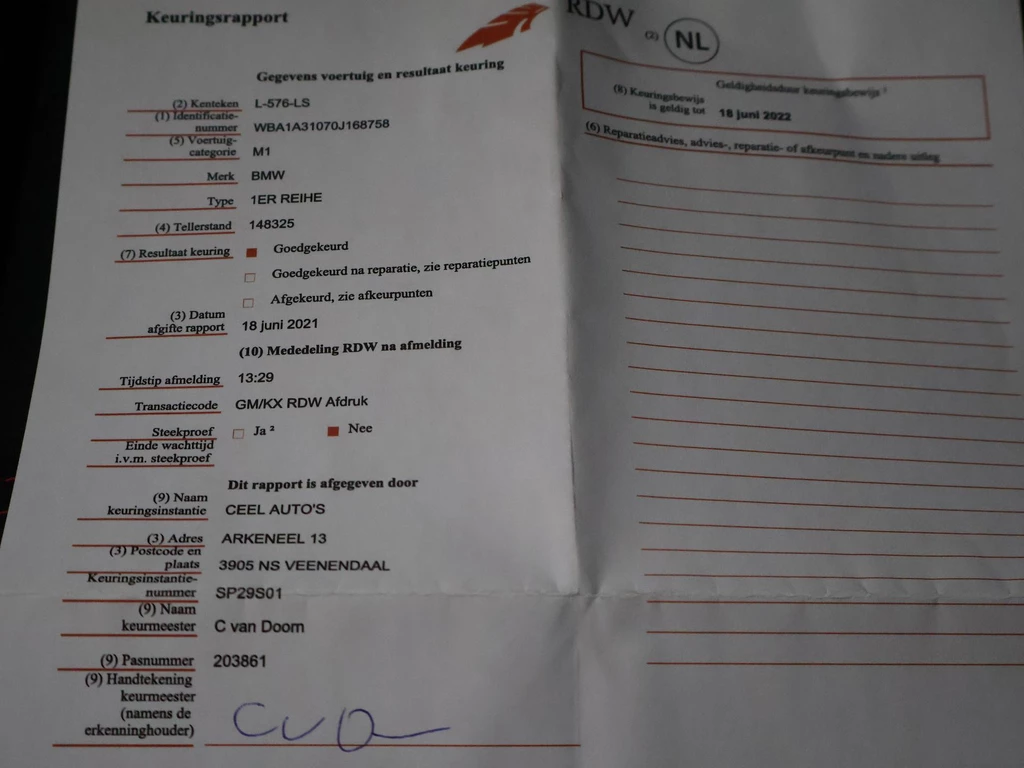 Keuringsrapport
RDW
(2) NL
Gegevens voertuig en resultaat keuring
(2) Kenteken L-576-LS
(1) Identificatie-
nummer WBA1A31070J168758
(5) Voertuig-
categorie M1
Merk BMW
Type 1ER REIHE
(4) Tellerstand 148325
(7) Resultaat keuring Goedgekeurd
Goedgekeurd na reparatie, zie reparatiepunten
Afgekeurd, zie afkeurpunten
(3) Datum
afgifte rapport 18 juni 2021
(10) Mededeling RDW na afmelding
Tijdstip afmelding 13:29
Transactiecode GM/KX RDW Afdruk
Steekproef Ja ² Nee
Einde wachttijd
i.v.m. steekproef
Dit rapport is afgegeven door
(9) Naam
keuringsinstantie CEEL AUTO'S
(3) Adres ARKENEEL 13
(3) Postcode en
plaats 3905 NS VEENENDAAL
Keuringsinstantie-
nummer SP29S01
(9) Naam
keurmeester C van Doorn
(9) Pasnummer 203861
(9) Handtekening
keurmeester
(namens de
erkenninghouder)
Geldigheidsduur keuringsbewijs ¹
(8) Keuringsbewijs
is geldig tot 18 juni 2022
(6) Reparatieadvies, advies-, reparatie- of afkeurpunt en nadere uitleg